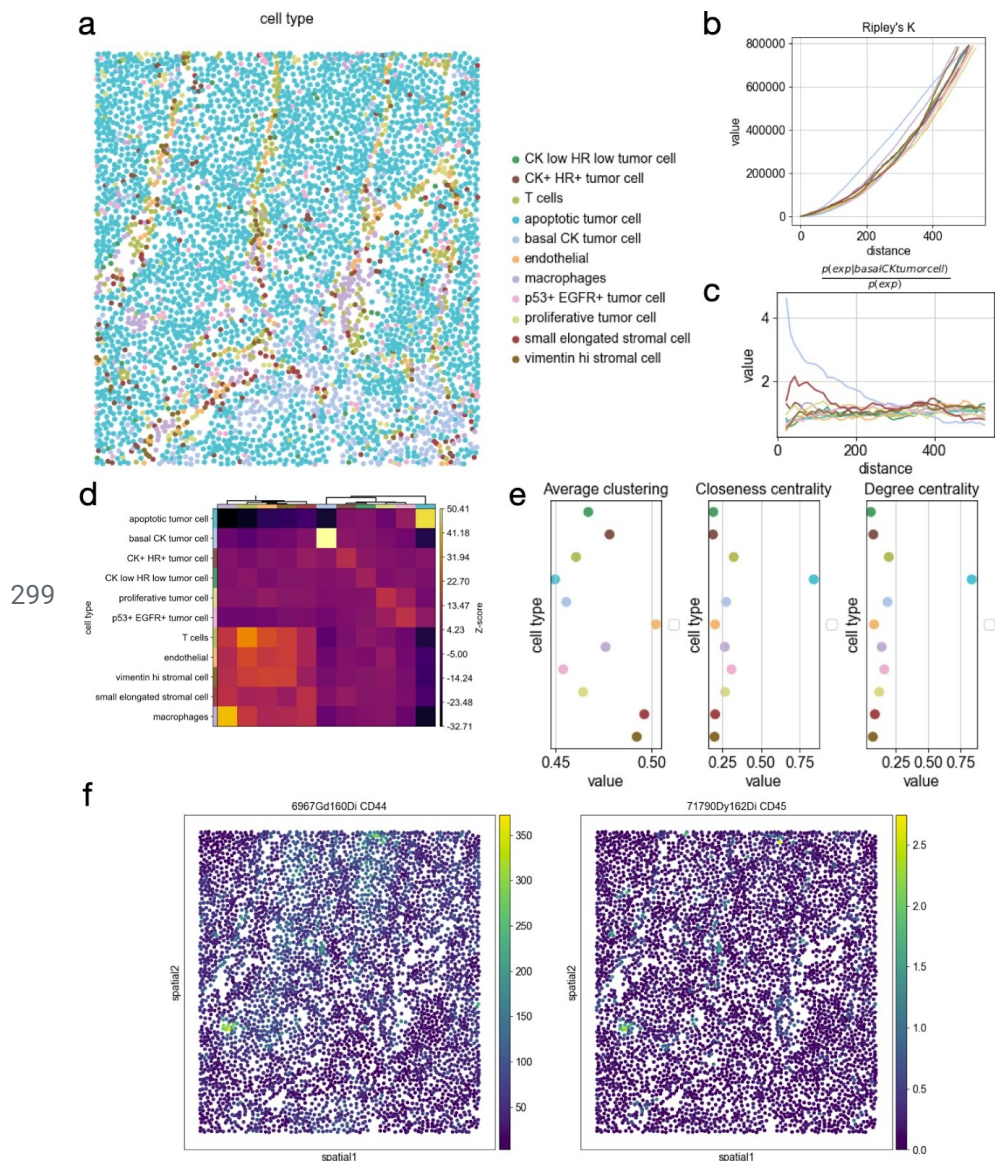 a
cell type
CK low HR low tumor cell
CK+ HR+ tumor cell
T cells
apoptotic tumor cell
basal CK tumor cell
endothelial
macrophages
p53+ EGFR+ tumor cell
proliferative tumor cell
small elongated stromal cell
vimentin hi stromal cell
b
Ripley's K
800000
600000
400000
200000
0
value
0 200 400
distance
c
p(exp|basalCKtumorcell)
p(exp)
4
2
value
0 200 400
distance
299
d
apoptotic tumor cell
basal CK tumor cell
CK+ HR+ tumor cell
CK low HR low tumor cell
proliferative tumor cell
p53+ EGFR+ tumor cell
T cells
endothelial
vimentin hi stromal cell
small elongated stromal cell
macrophages
cell type
50.41
41.18
31.94
22.70
13.47
4.23
-5.00
-14.24
-23.48
-32.71
Z-score
e
Average clustering
cell type
0.45 0.50
value
Closeness centrality
cell type
0.25 0.50 0.75
value
Degree centrality
cell type
0.25 0.50 0.75
value
f
6967Gd160Di CD44
spatial2
spatial1
350
300
250
200
150
100
50
71790Dy162Di CD45
spatial2
spatial1
2.5
2.0
1.5
1.0
0.5
0.0